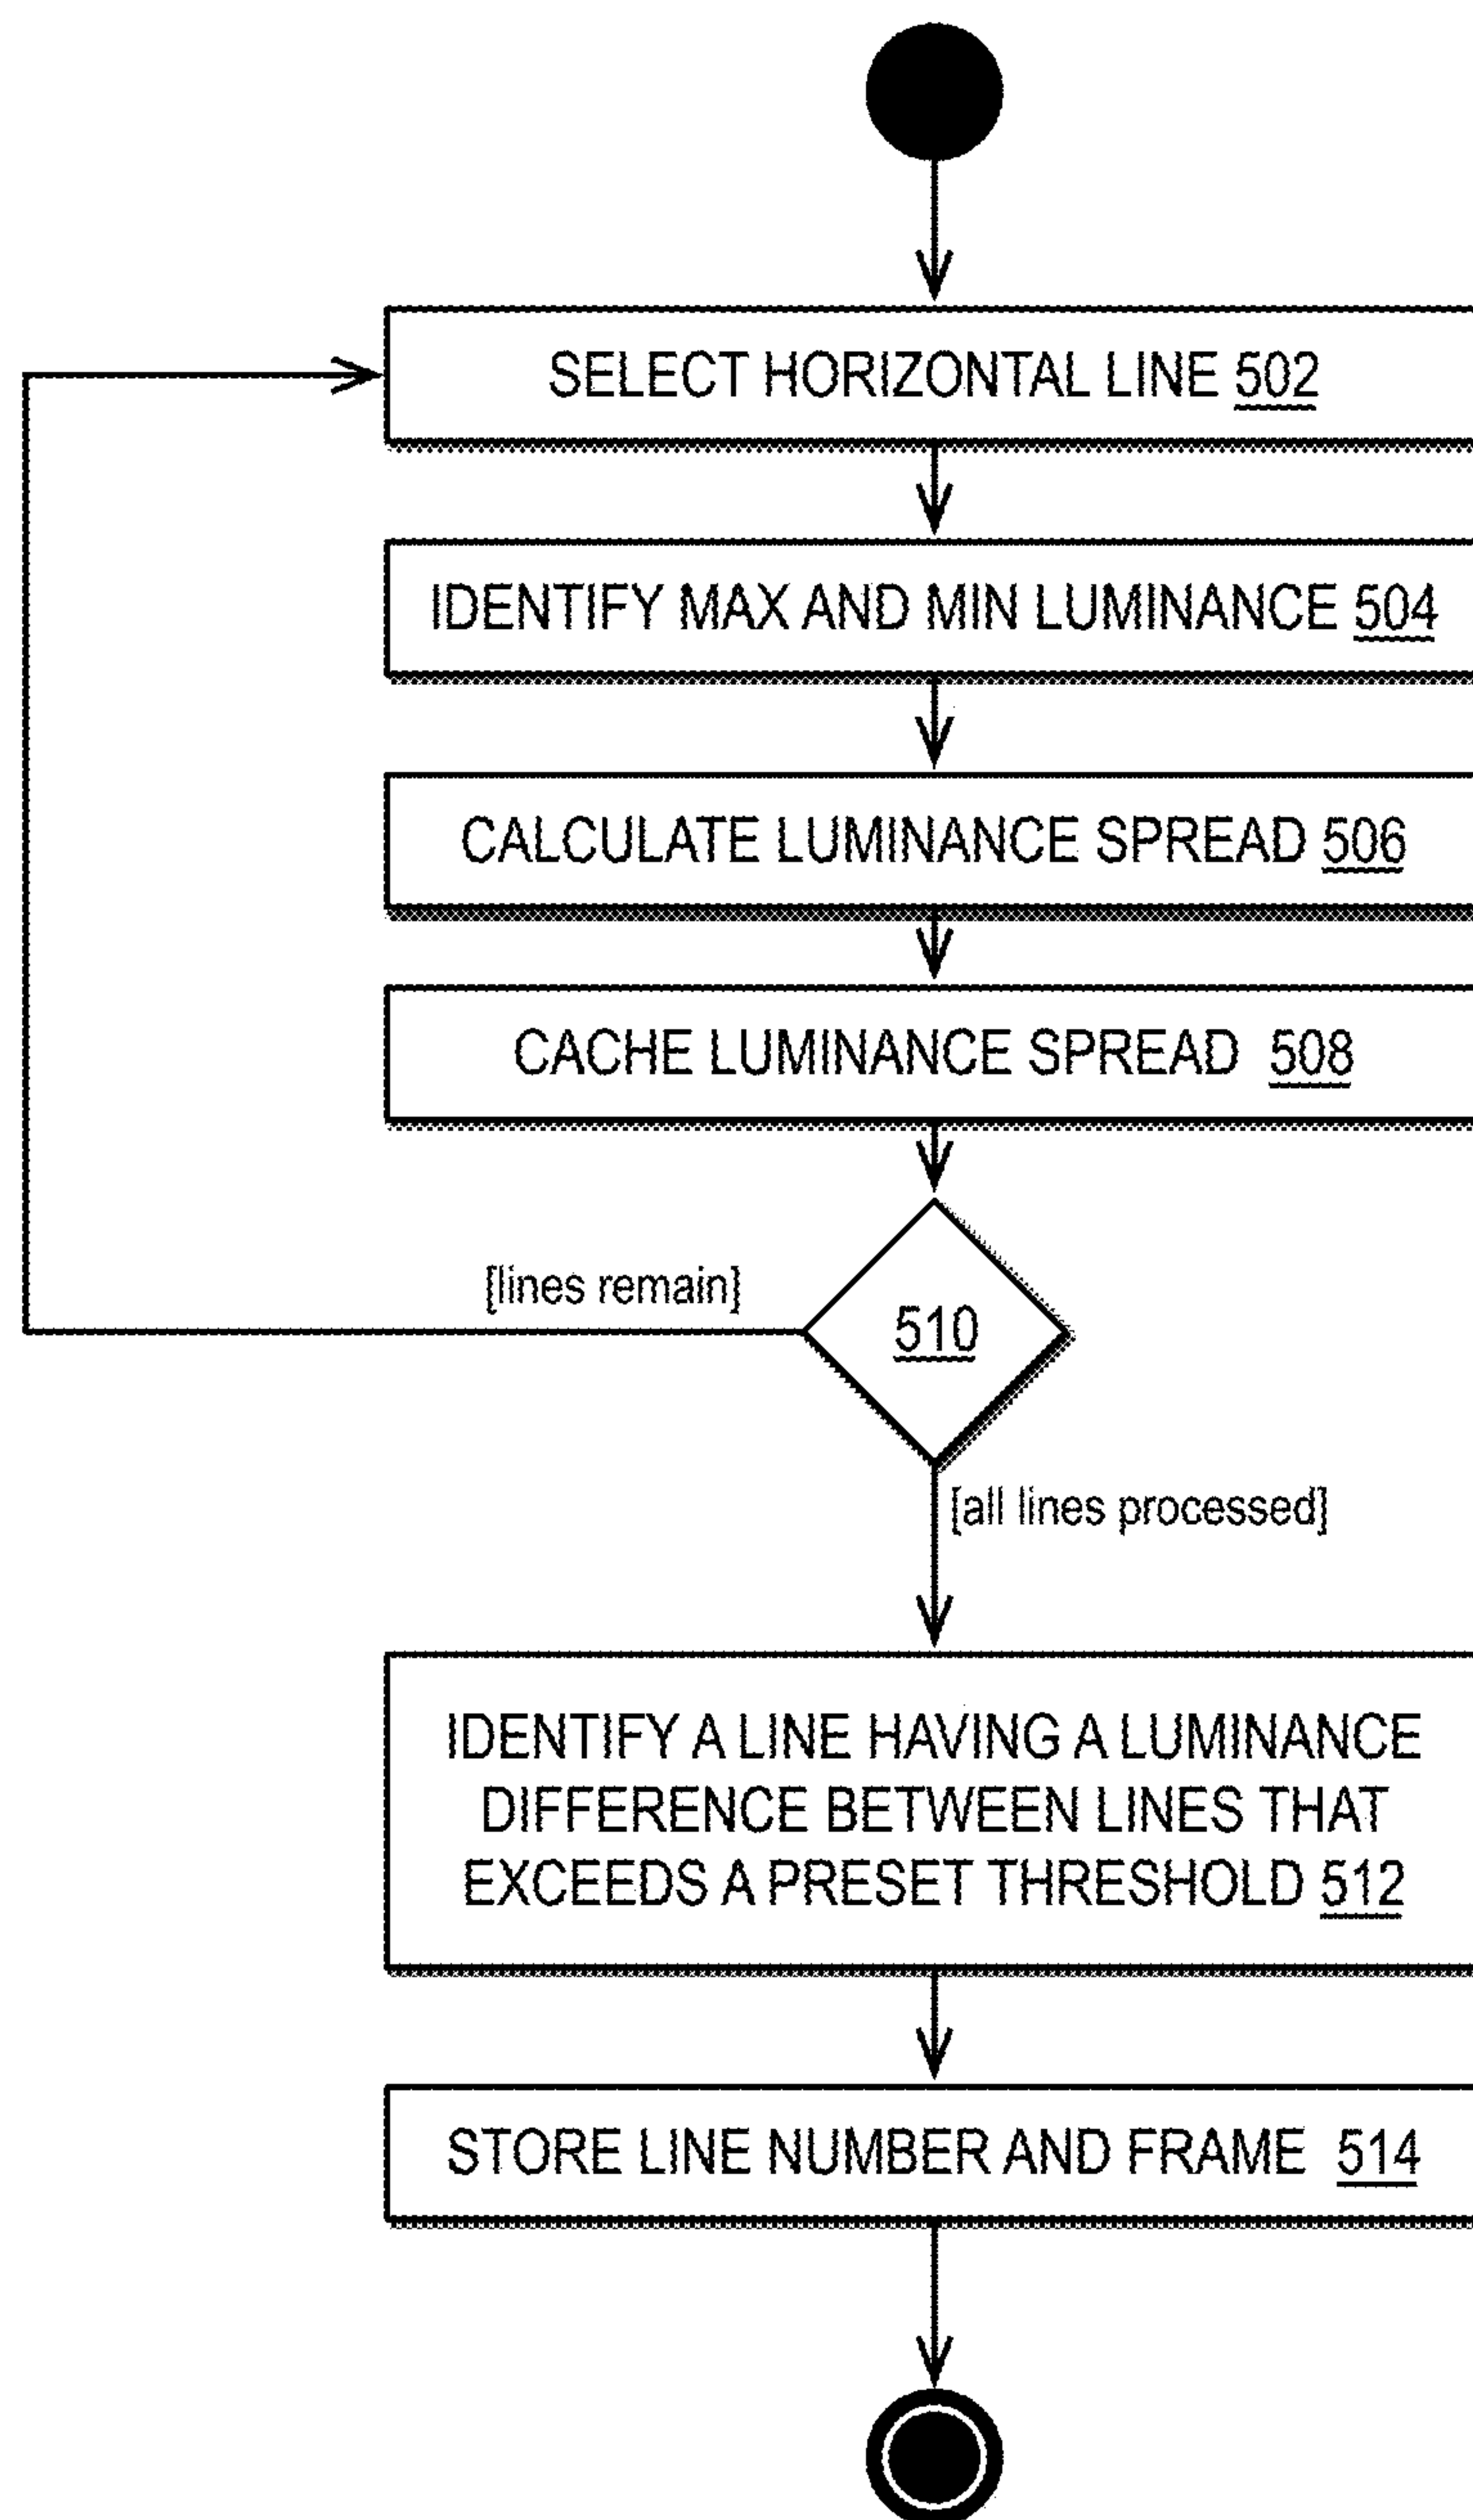 SELECT HORIZONTAL LINE 502
IDENTIFY MAX AND MIN LUMINANCE 504
CALCULATE LUMINANCE SPREAD 506
CACHE LUMINANCE SPREAD 508
[lines remain]
510
[all lines processed]
IDENTIFY A LINE HAVING A LUMINANCE
DIFFERENCE BETWEEN LINES THAT
EXCEEDS A PRESET THRESHOLD 512
STORE LINE NUMBER AND FRAME 514